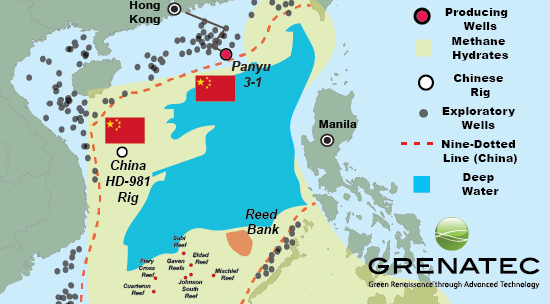 Hong
Kong
Panyu
3-1
China
HD-981
Rig
Manila
Reed
Bank
Subi
Reef
Fiery
Cross
Reef
Gaven
Reefs
Eldad
Reef
Mischief
Reef
Cuarteron
Reef
Johnson
South
Reef
Producing
Wells
Methane
Hydrates
Chinese
Rig
Exploratory
Wells
Nine-Dotted
Line (China)
Deep
Water
GRENATEC
Green Renaissance through Advanced Technology